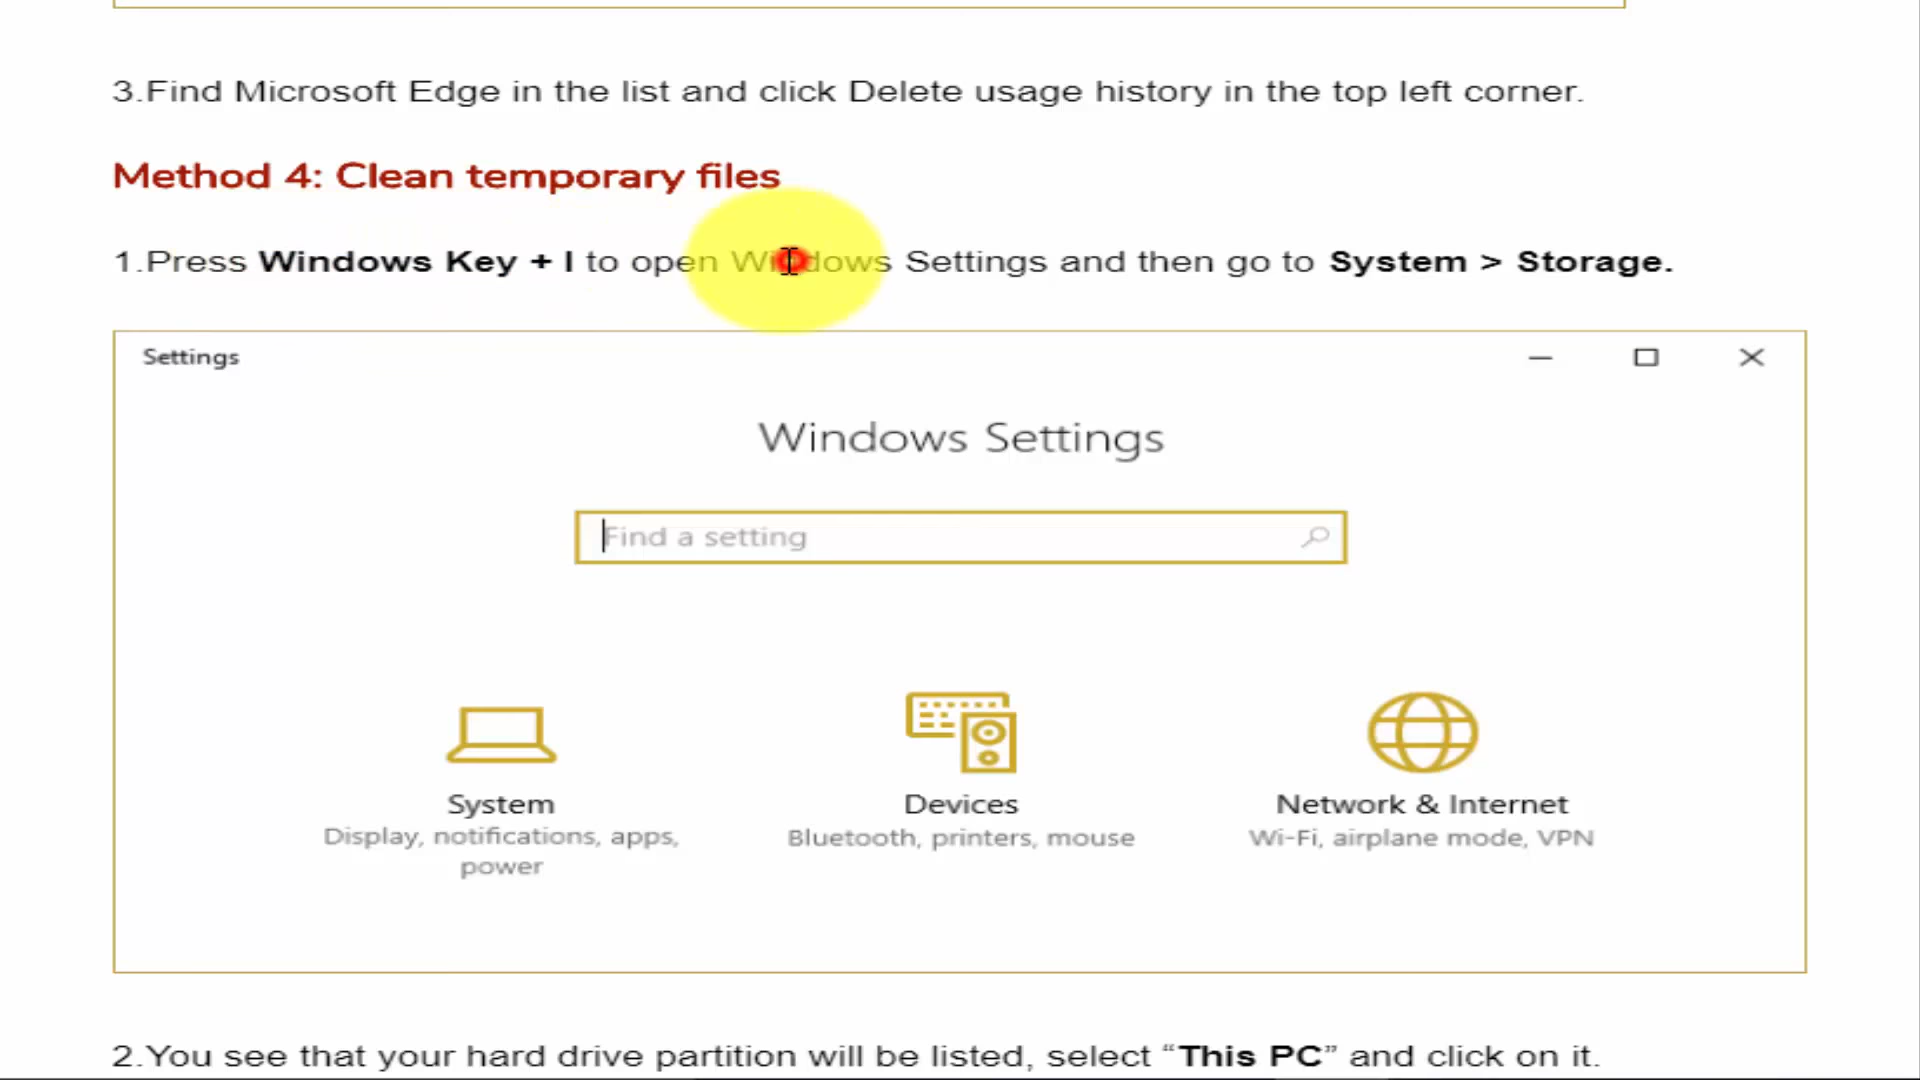 3.Find Microsoft Edge in the list and click Delete usage history in the top left corner.
Method 4: Clean temporary files
1.Press Windows Key + I to open Windows Settings and then go to System > Storage.
Settings
Windows Settings
Find a setting
System
Display, notifications, apps,
power
Devices
Bluetooth, printers, mouse
Network & Internet
Wi-Fi, airplane mode, VPN
2.You see that your hard drive partition will be listed, select “This PC” and click on it.